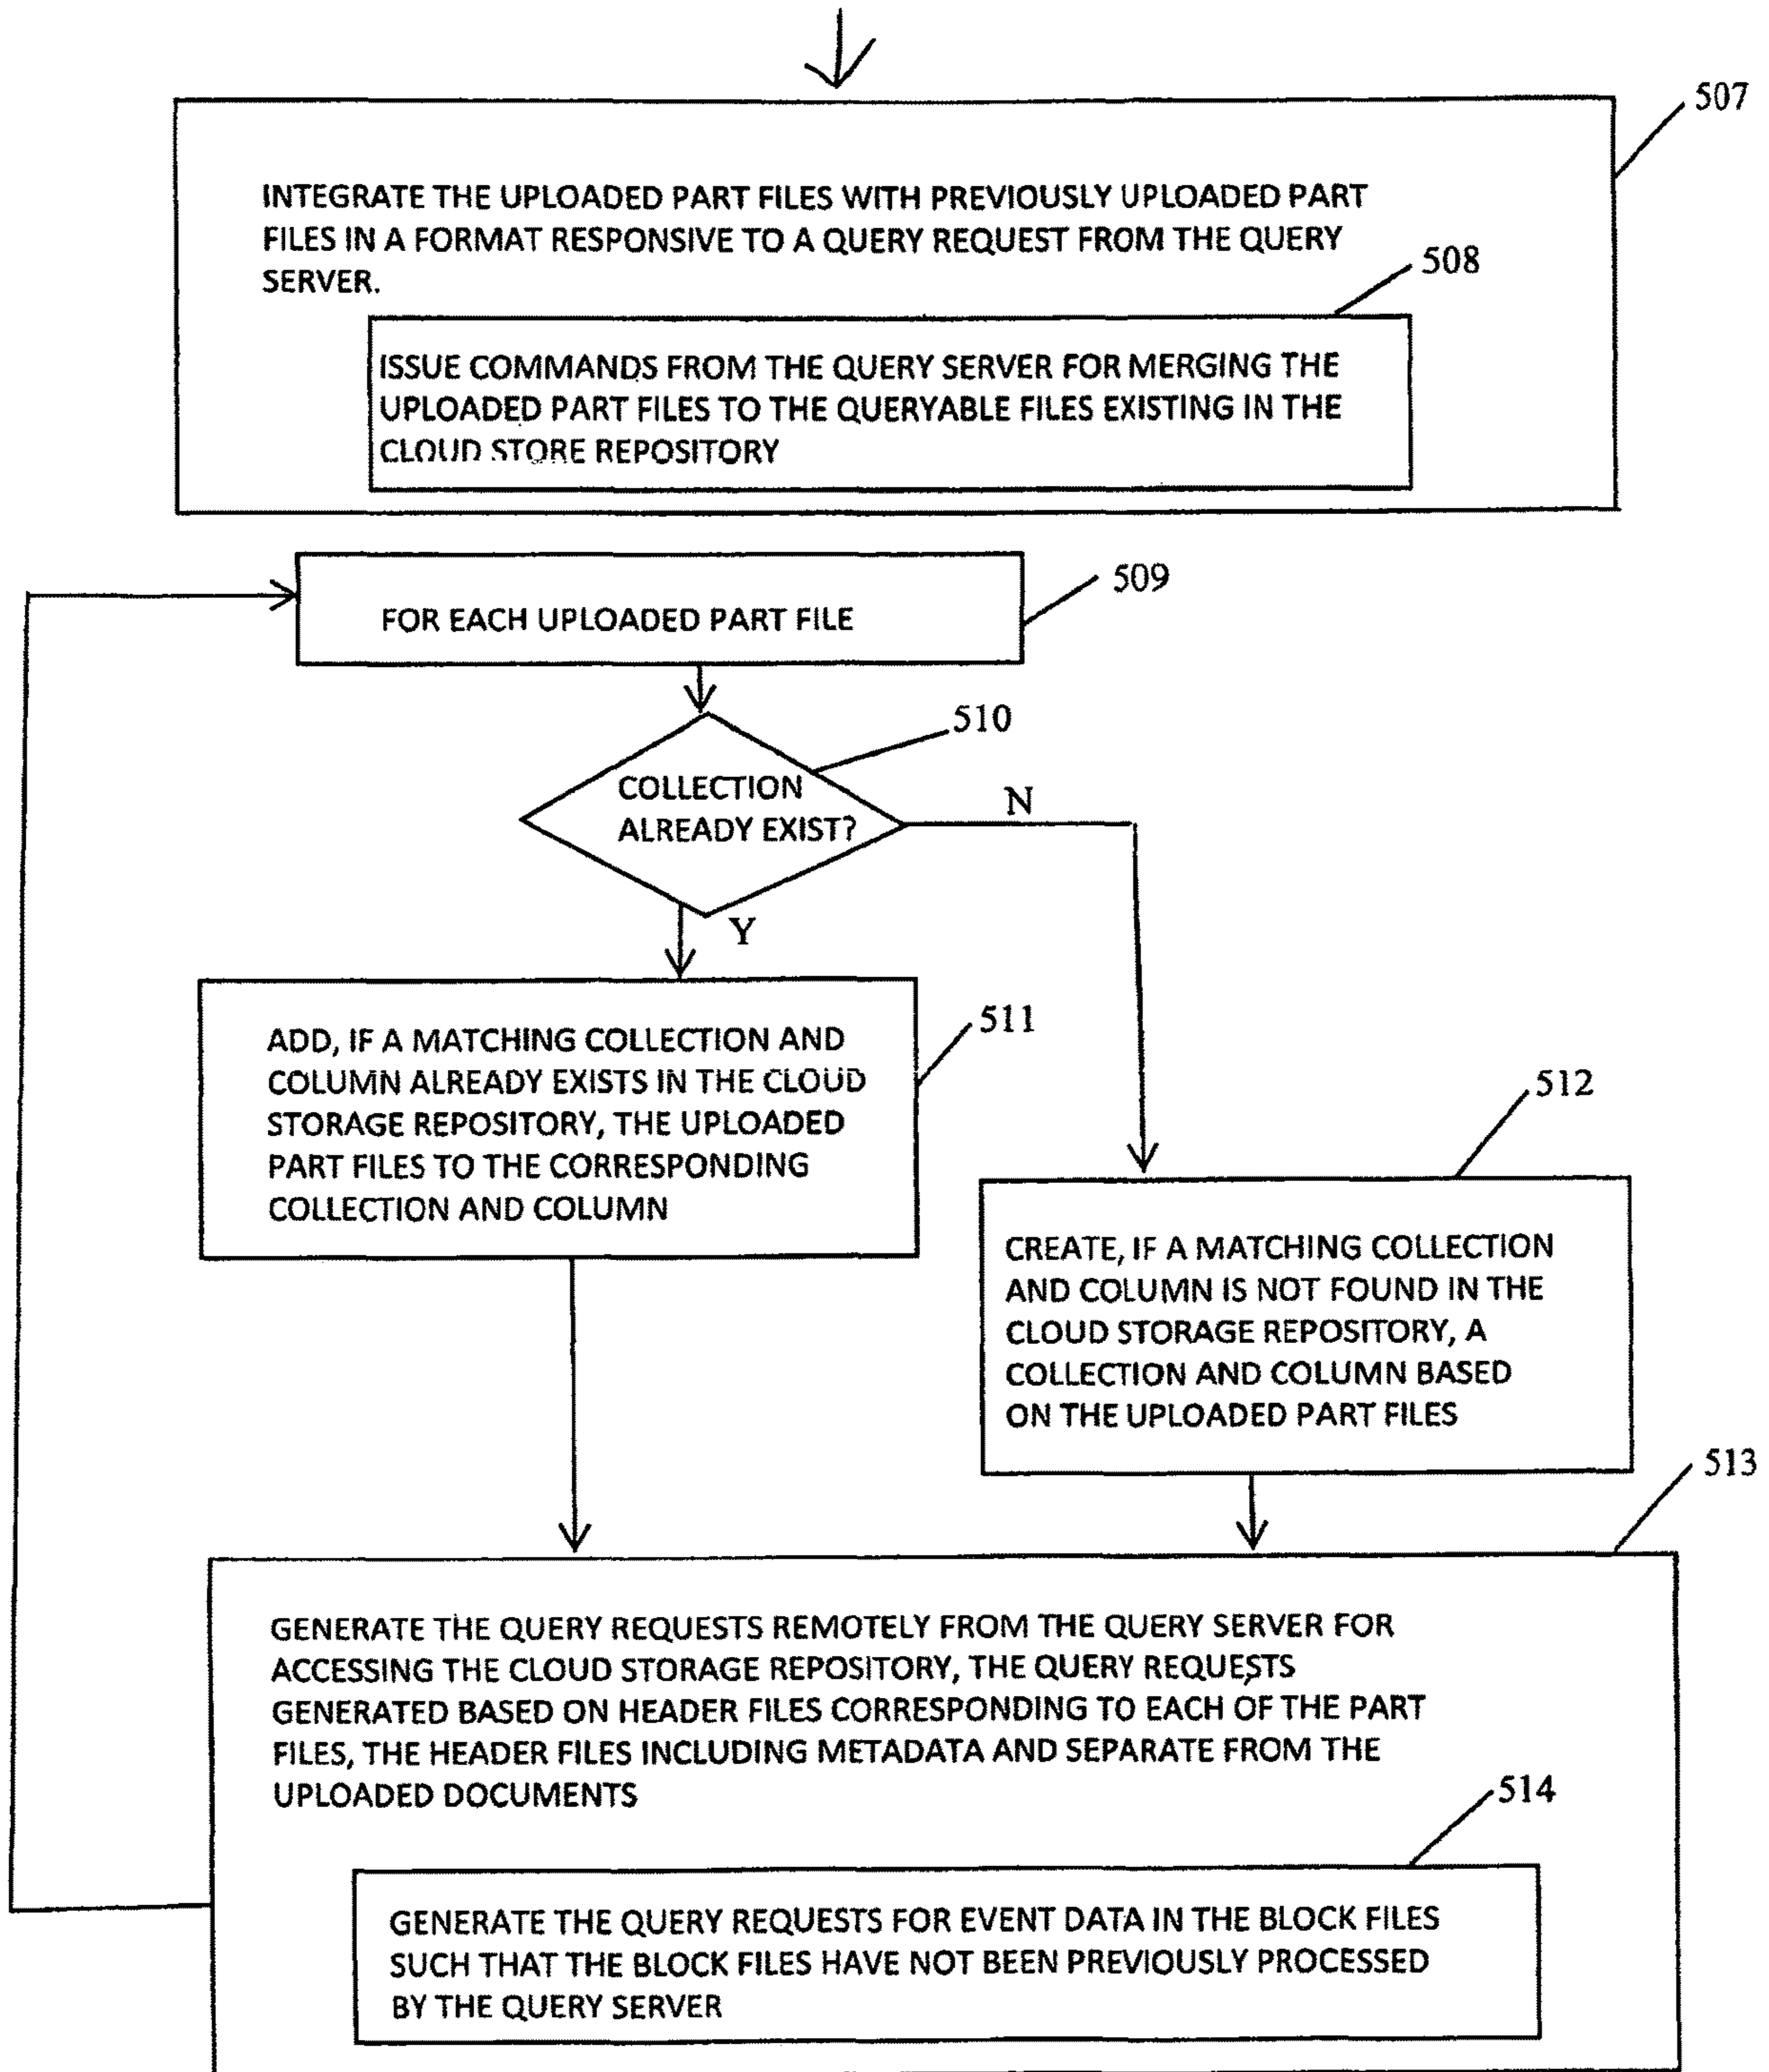 507
INTEGRATE THE UPLOADED PART FILES WITH PREVIOUSLY UPLOADED PART
FILES IN A FORMAT RESPONSIVE TO A QUERY REQUEST FROM THE QUERY
SERVER.
508
ISSUE COMMANDS FROM THE QUERY SERVER FOR MERGING THE
UPLOADED PART FILES TO THE QUERYABLE FILES EXISTING IN THE
CLOUD STORE REPOSITORY
509
FOR EACH UPLOADED PART FILE
510
COLLECTION
ALREADY EXIST?
N
Y
511
ADD, IF A MATCHING COLLECTION AND
COLUMN ALREADY EXISTS IN THE CLOUD
STORAGE REPOSITORY, THE UPLOADED
PART FILES TO THE CORRESPONDING
COLLECTION AND COLUMN
512
CREATE, IF A MATCHING COLLECTION
AND COLUMN IS NOT FOUND IN THE
CLOUD STORAGE REPOSITORY, A
COLLECTION AND COLUMN BASED
ON THE UPLOADED PART FILES
513
GENERATE THE QUERY REQUESTS REMOTELY FROM THE QUERY SERVER FOR
ACCESSING THE CLOUD STORAGE REPOSITORY, THE QUERY REQUESTS
GENERATED BASED ON HEADER FILES CORRESPONDING TO EACH OF THE PART
FILES, THE HEADER FILES INCLUDING METADATA AND SEPARATE FROM THE
UPLOADED DOCUMENTS
514
GENERATE THE QUERY REQUESTS FOR EVENT DATA IN THE BLOCK FILES
SUCH THAT THE BLOCK FILES HAVE NOT BEEN PREVIOUSLY PROCESSED
BY THE QUERY SERVER